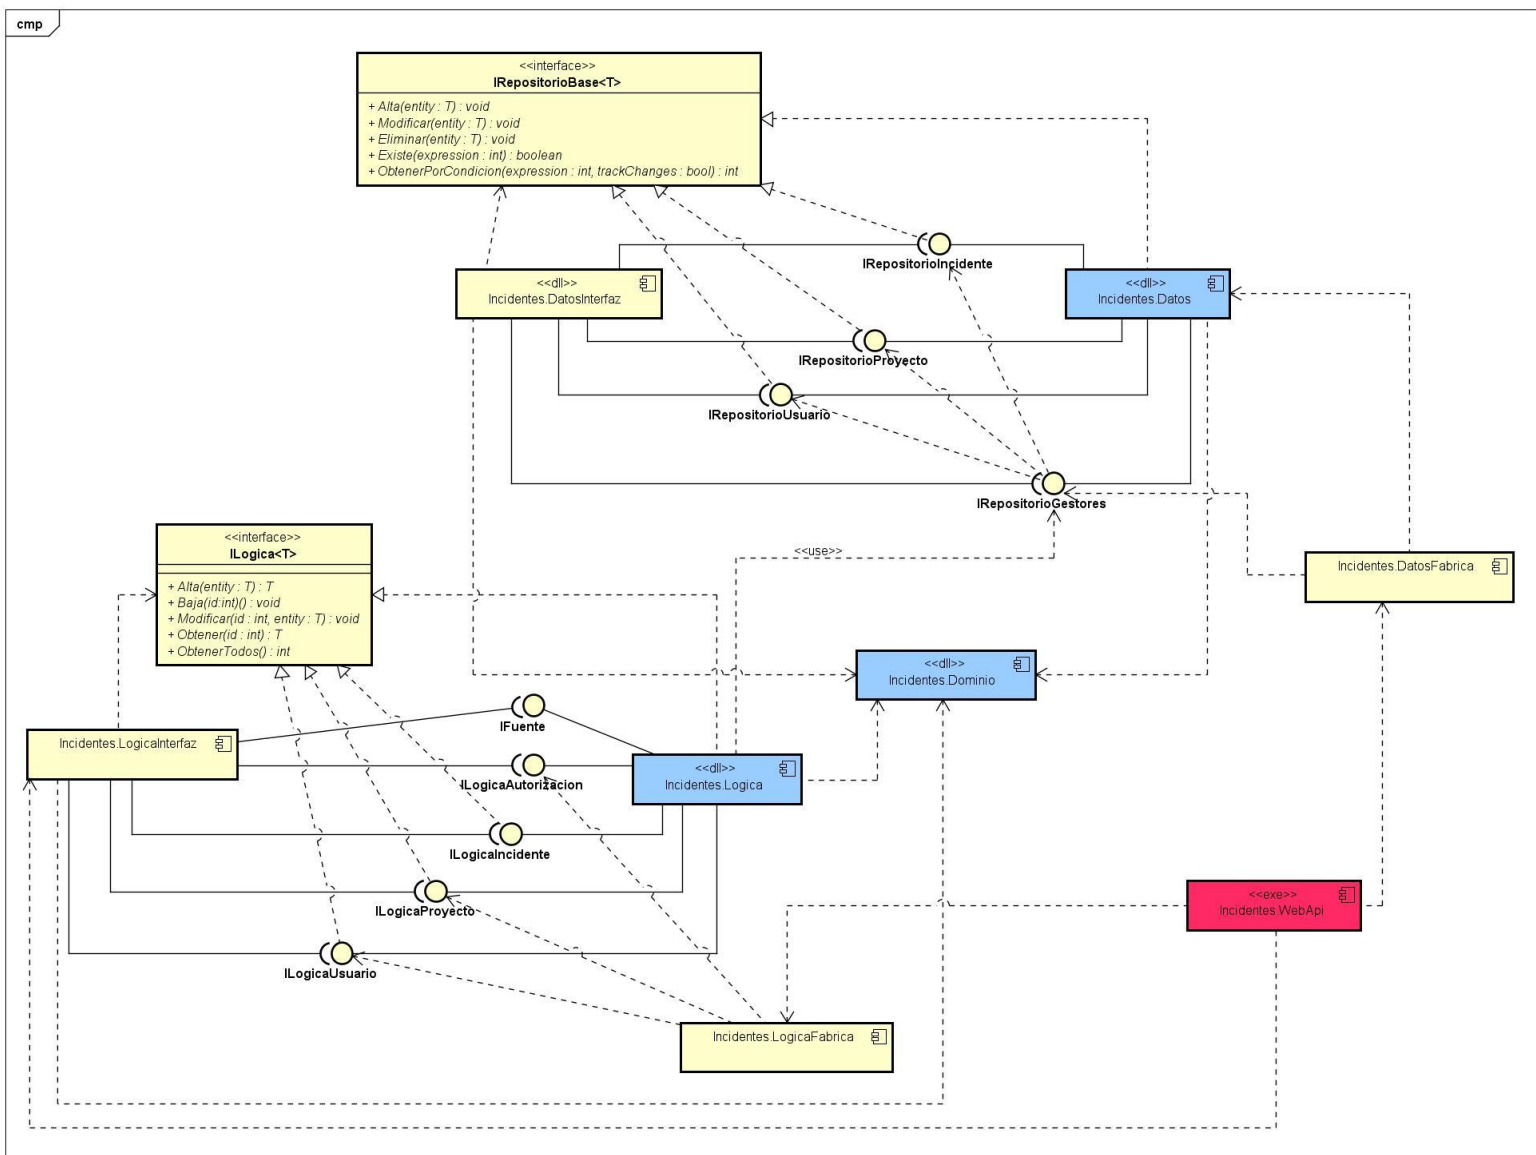 cmp
<<interface>>
IRepositorioBase<T>
+ Alta(entity : T) : void
+ Modificar(entity : T) : void
+ Eliminar(entity : T) : void
+ Existe(expression : int) : boolean
+ ObtenerPorCondicion(expression : int, trackChanges : bool) : int
IRepositorioIncidente
<<dll>>
Incidentes.DatosInterfaz
<<dll>>
Incidentes.Datos
IRepositorioProyecto
IRepositorioUsuario
IRepositorioGestores
<<interface>>
ILogica<T>
+ Alta(entity : T) : T
+ Baja(id:int)() : void
+ Modificar(id : int, entity : T) : void
+ Obtener(id : int) : T
+ ObtenerTodos() : int
<<use>>
Incidentes.DatosFabrica
<<dll>>
Incidentes.Dominio
IFuente
Incidentes.LogicaInterfaz
<<dll>>
Incidentes.Logica
ILogicaAutorizacion
ILogicaIncidente
ILogicaProyecto
<<exe>>
Incidentes.WebApi
ILogicaUsuario
Incidentes.LogicaFabrica